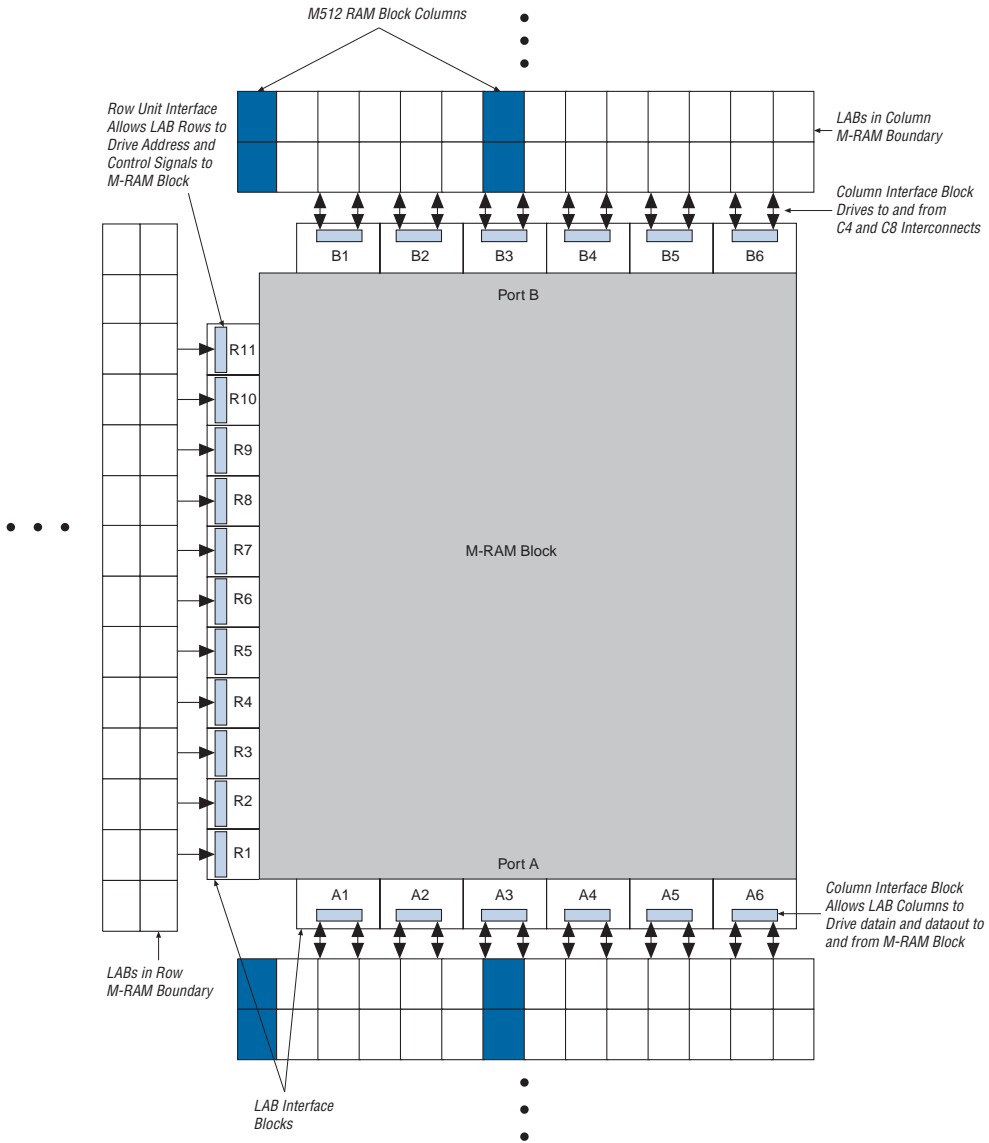 M512 RAM Block Columns
Row Unit Interface
Allows LAB Rows to
Drive Address and
Control Signals to
M-RAM Block
LABs in Column
M-RAM Boundary
Column Interface Block
Drives to and from
C4 and C8 Interconnects
B1 B2 B3 B4 B5 B6
Port B
R11
R10
R9
R8
R7
M-RAM Block
R6
R5
R4
R3
R2
R1
Port A
A1 A2 A3 A4 A5 A6
Column Interface Block
Allows LAB Columns to
Drive datain and dataout to
and from M-RAM Block
LABs in Row
M-RAM Boundary
LAB Interface
Blocks